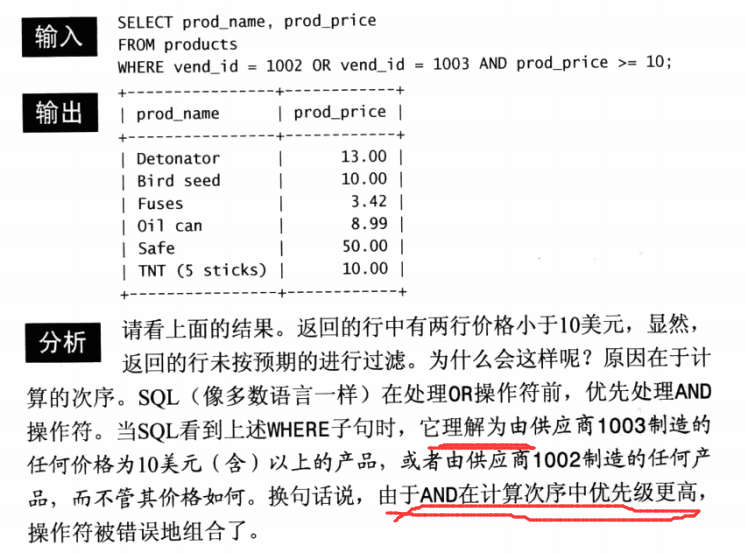 输入
SELECT prod_name, prod_price
FROM products
WHERE vend_id = 1002 OR vend_id = 1003 AND prod_price >= 10;
输出
+----------------+------------+
| prod_name      | prod_price |
+----------------+------------+
| Detonator      |      13.00 |
| Bird seed      |      10.00 |
| Fuses          |       3.42 |
| Oil can        |       8.99 |
| Safe           |      50.00 |
| TNT (5 sticks) |      10.00 |
+----------------+------------+
分析
请看上面的结果。返回的行中有两行价格小于10美元，显然，
返回的行未按预期的进行过滤。为什么会这样呢？原因在于计
算的次序。SQL（像多数语言一样）在处理OR操作符前，优先处理AND
操作符。当SQL看到上述WHERE子句时，它理解为由供应商1003制造的
任何价格为10美元（含）以上的产品，或者由供应商1002制造的任何产
品，而不管其价格如何。换句话说，由于AND在计算次序中优先级更高，
操作符被错误地组合了。